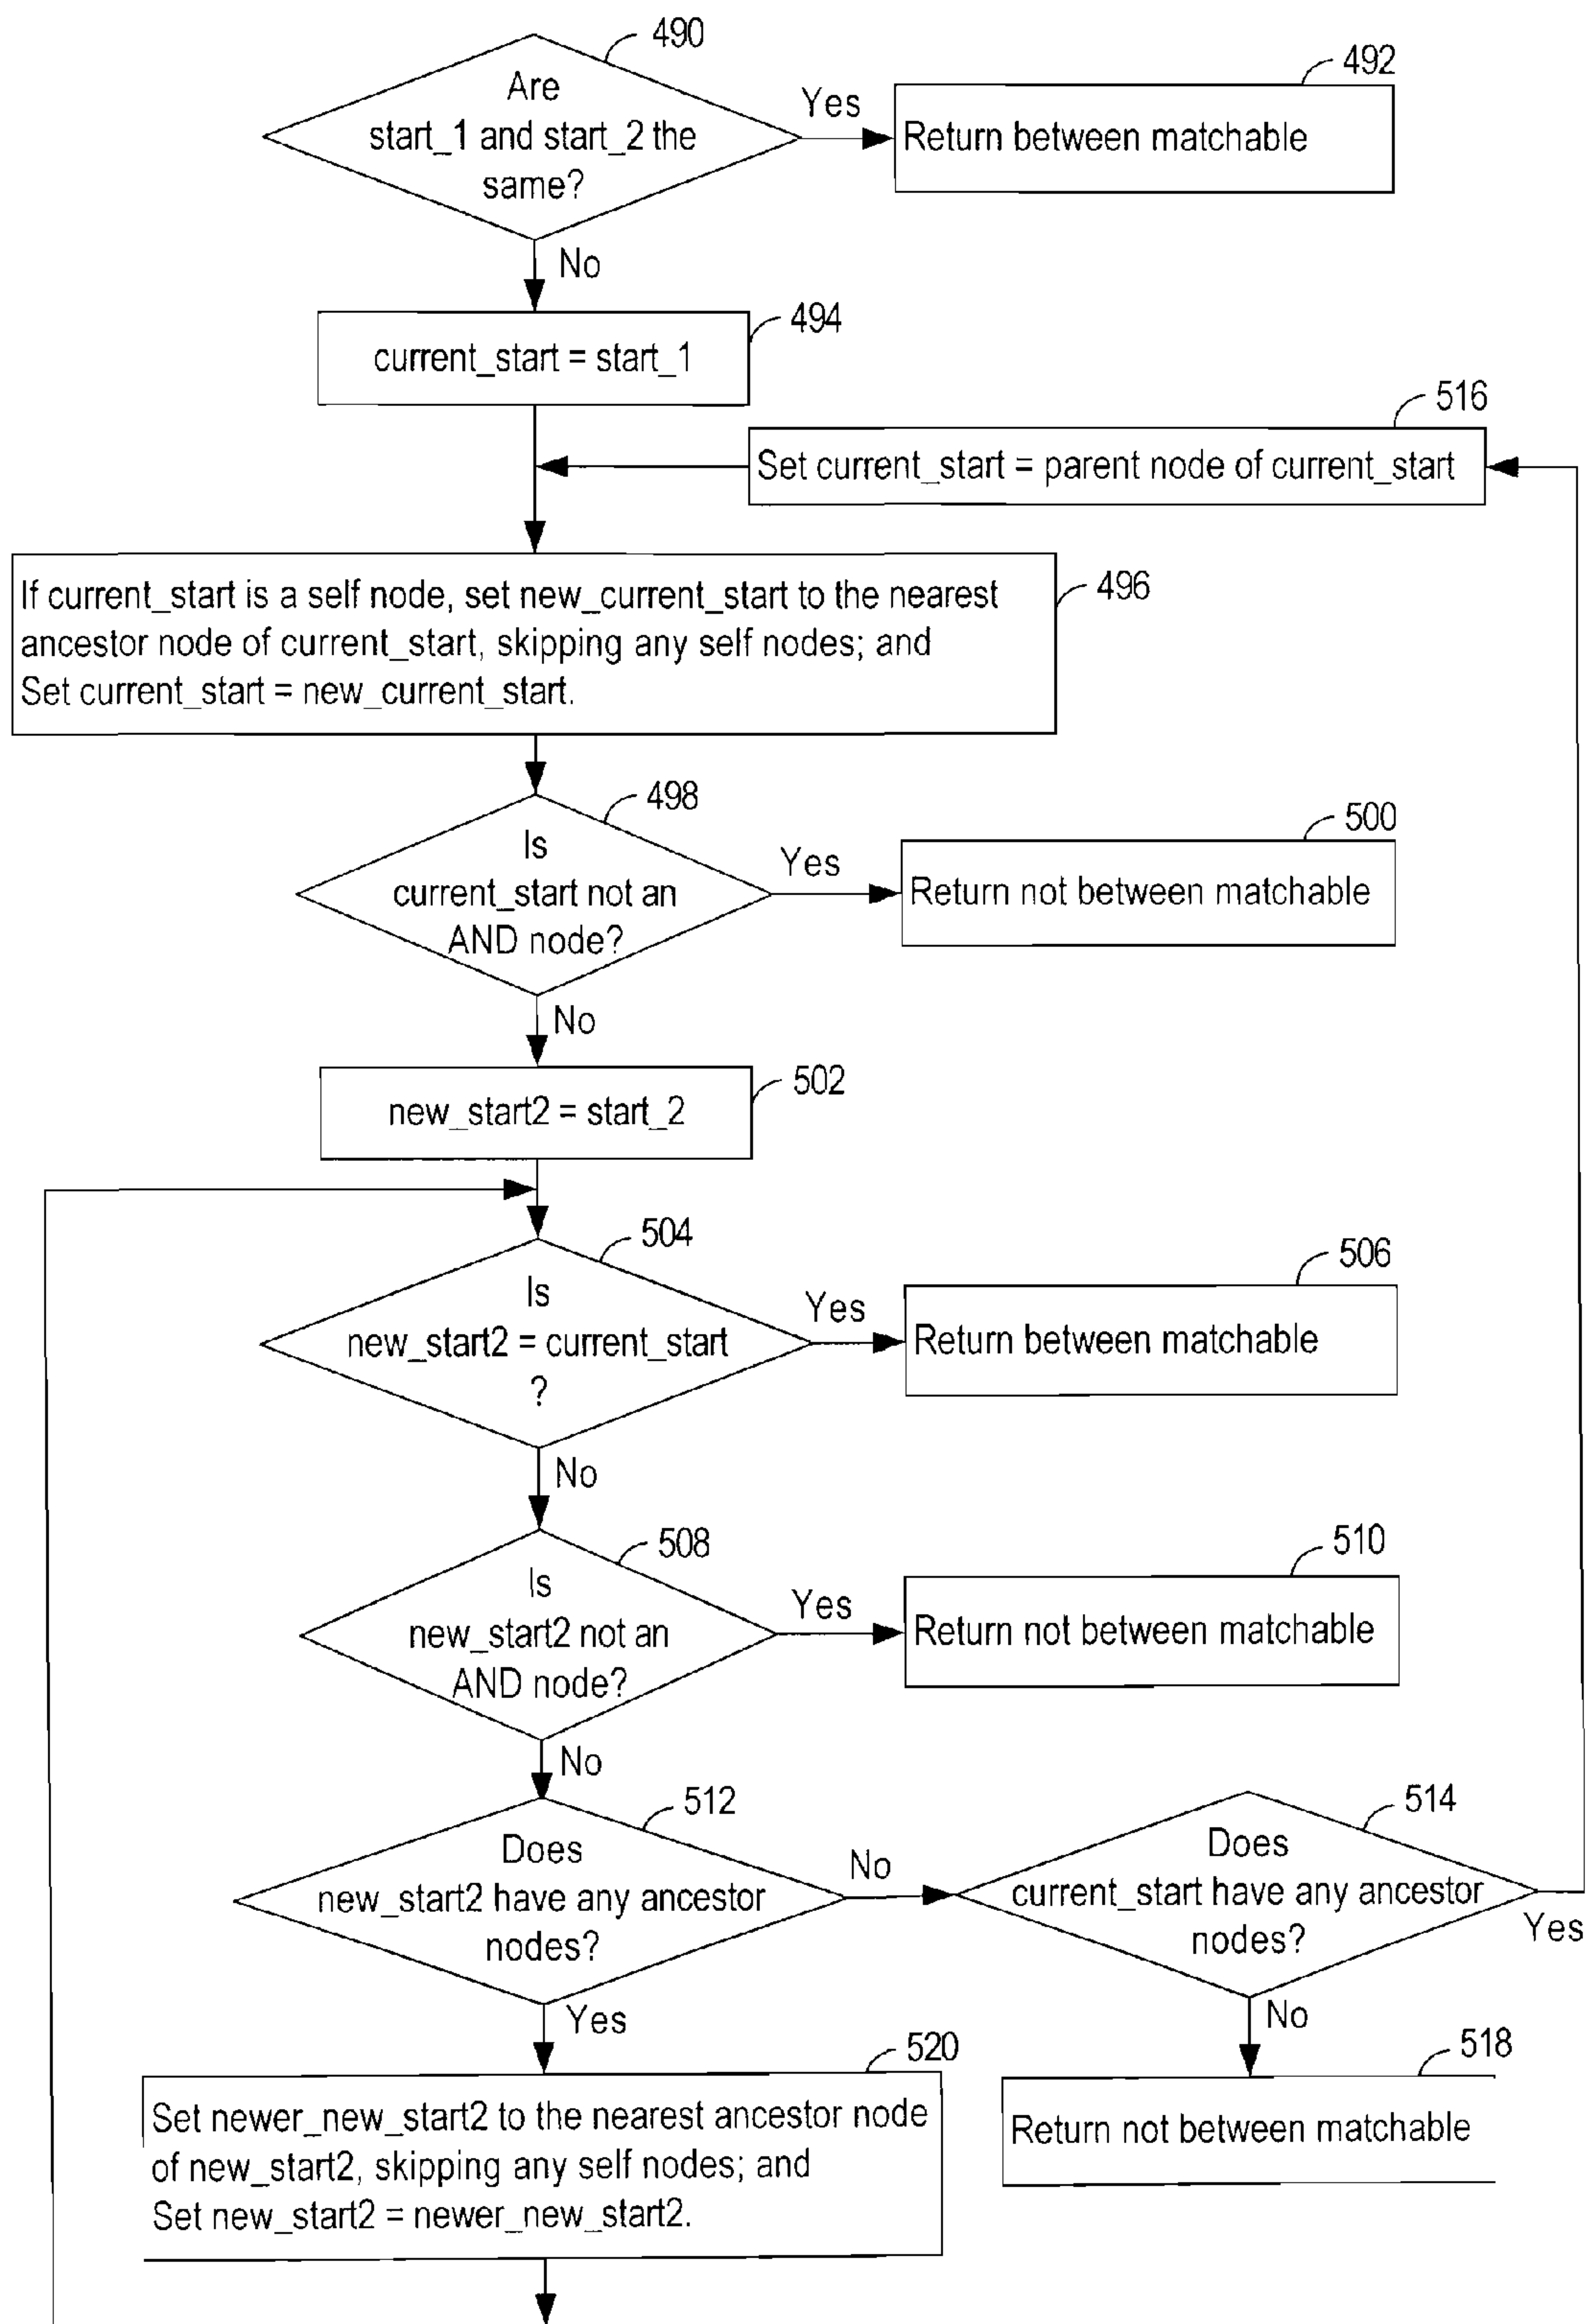 490
Are
start_1 and start_2 the
same?
Yes
492
Return between matchable
No
494
current_start = start_1
516
Set current_start = parent node of current_start
496
If current_start is a self node, set new_current_start to the nearest
ancestor node of current_start, skipping any self nodes; and
Set current_start = new_current_start.
498
Is
current_start not an
AND node?
Yes
500
Return not between matchable
No
502
new_start2 = start_2
504
Is
new_start2 = current_start
?
Yes
506
Return between matchable
No
508
Is
new_start2 not an
AND node?
Yes
510
Return not between matchable
No
512
Does
new_start2 have any ancestor
nodes?
No
514
Does
current_start have any ancestor
nodes?
Yes
Yes
No
520
Set newer_new_start2 to the nearest ancestor node
of new_start2, skipping any self nodes; and
Set new_start2 = newer_new_start2.
518
Return not between matchable